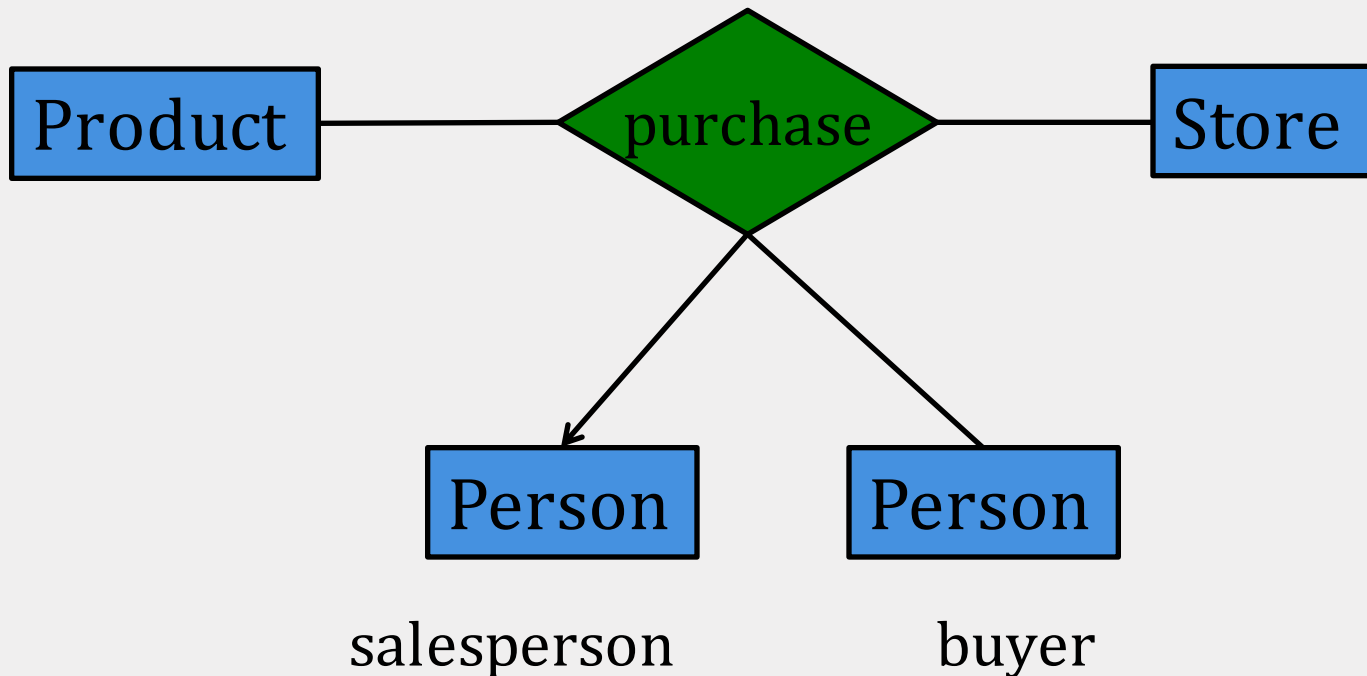 Product
purchase
Store
Person
Person
salesperson
buyer